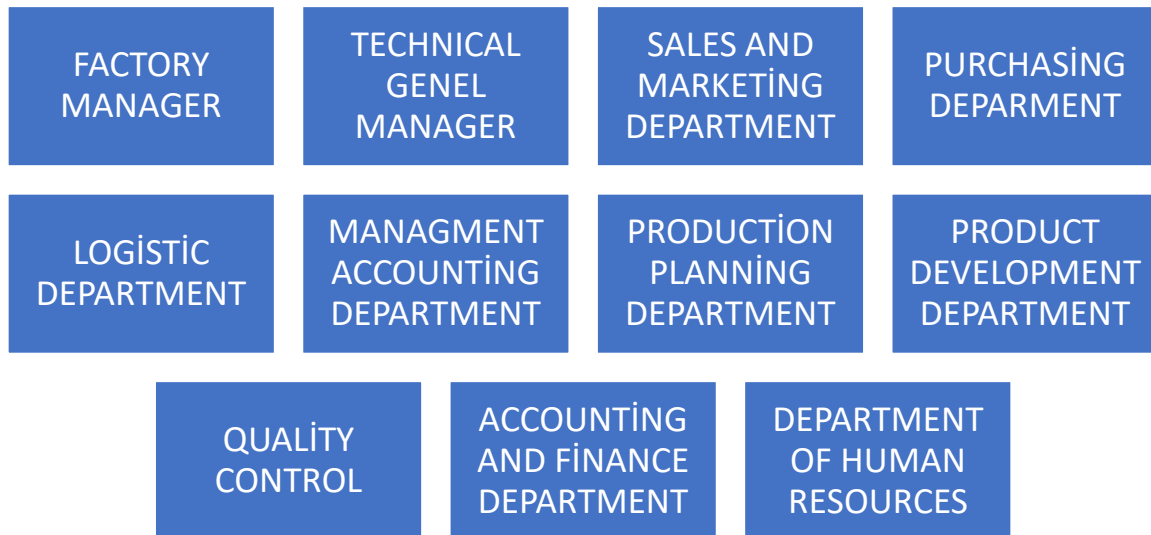 FACTORY
MANAGER
TECHNICAL
GENEL
MANAGER
SALES AND
MARKETING
DEPARTMENT
PURCHASİNG
DEPARMENT
LOGİSTİC
DEPARTMENT
MANAGMENT
ACCOUNTİNG
DEPARTMENT
PRODUCTİON
PLANNİNG
DEPARTMENT
PRODUCT
DEVELOPMENT
DEPARTMENT
QUALİTY
CONTROL
ACCOUNTİNG
AND FİNANCE
DEPARTMENT
DEPARTMENT
OF HUMAN
RESOURCES